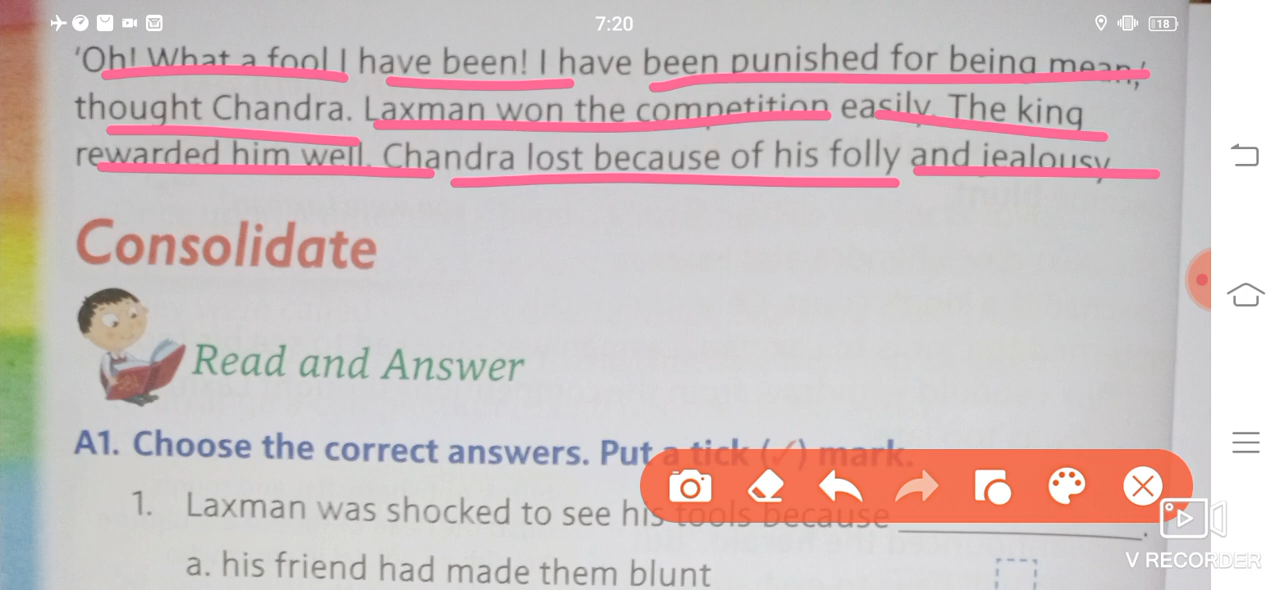 7:20
18
‘Oh! What a fool I have been! I have been punished for being mean,’
thought Chandra. Laxman won the competition easily. The king
rewarded him well. Chandra lost because of his folly and jealousy
Consolidate
Read and Answer
A1. Choose the correct answers. Put a tick (✓) mark.
1. Laxman was shocked to see his tools because ____________.
a. his friend had made them blunt
V RECORDER